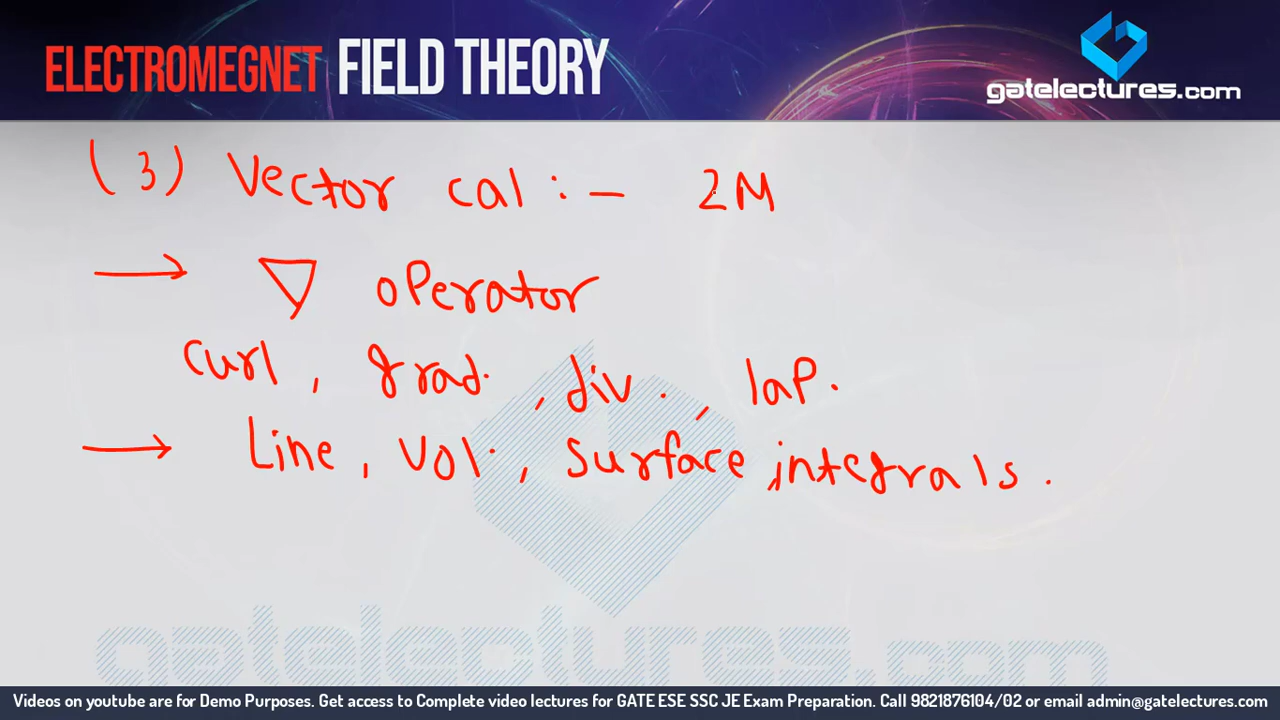 ELECTROMEGNET FIELD THEORY
gatelectures.com
(3) Vector cal :- 2M
→ ▽ operator
curl, grad., div., lap.
→ Line, Vol., surface, integrals.
gatelectures.com
Videos on youtube are for Demo Purposes. Get access to Complete video lectures for GATE ESE SSC JE Exam Preparation. Call 9821876104/02 or email admin@gatelectures.com